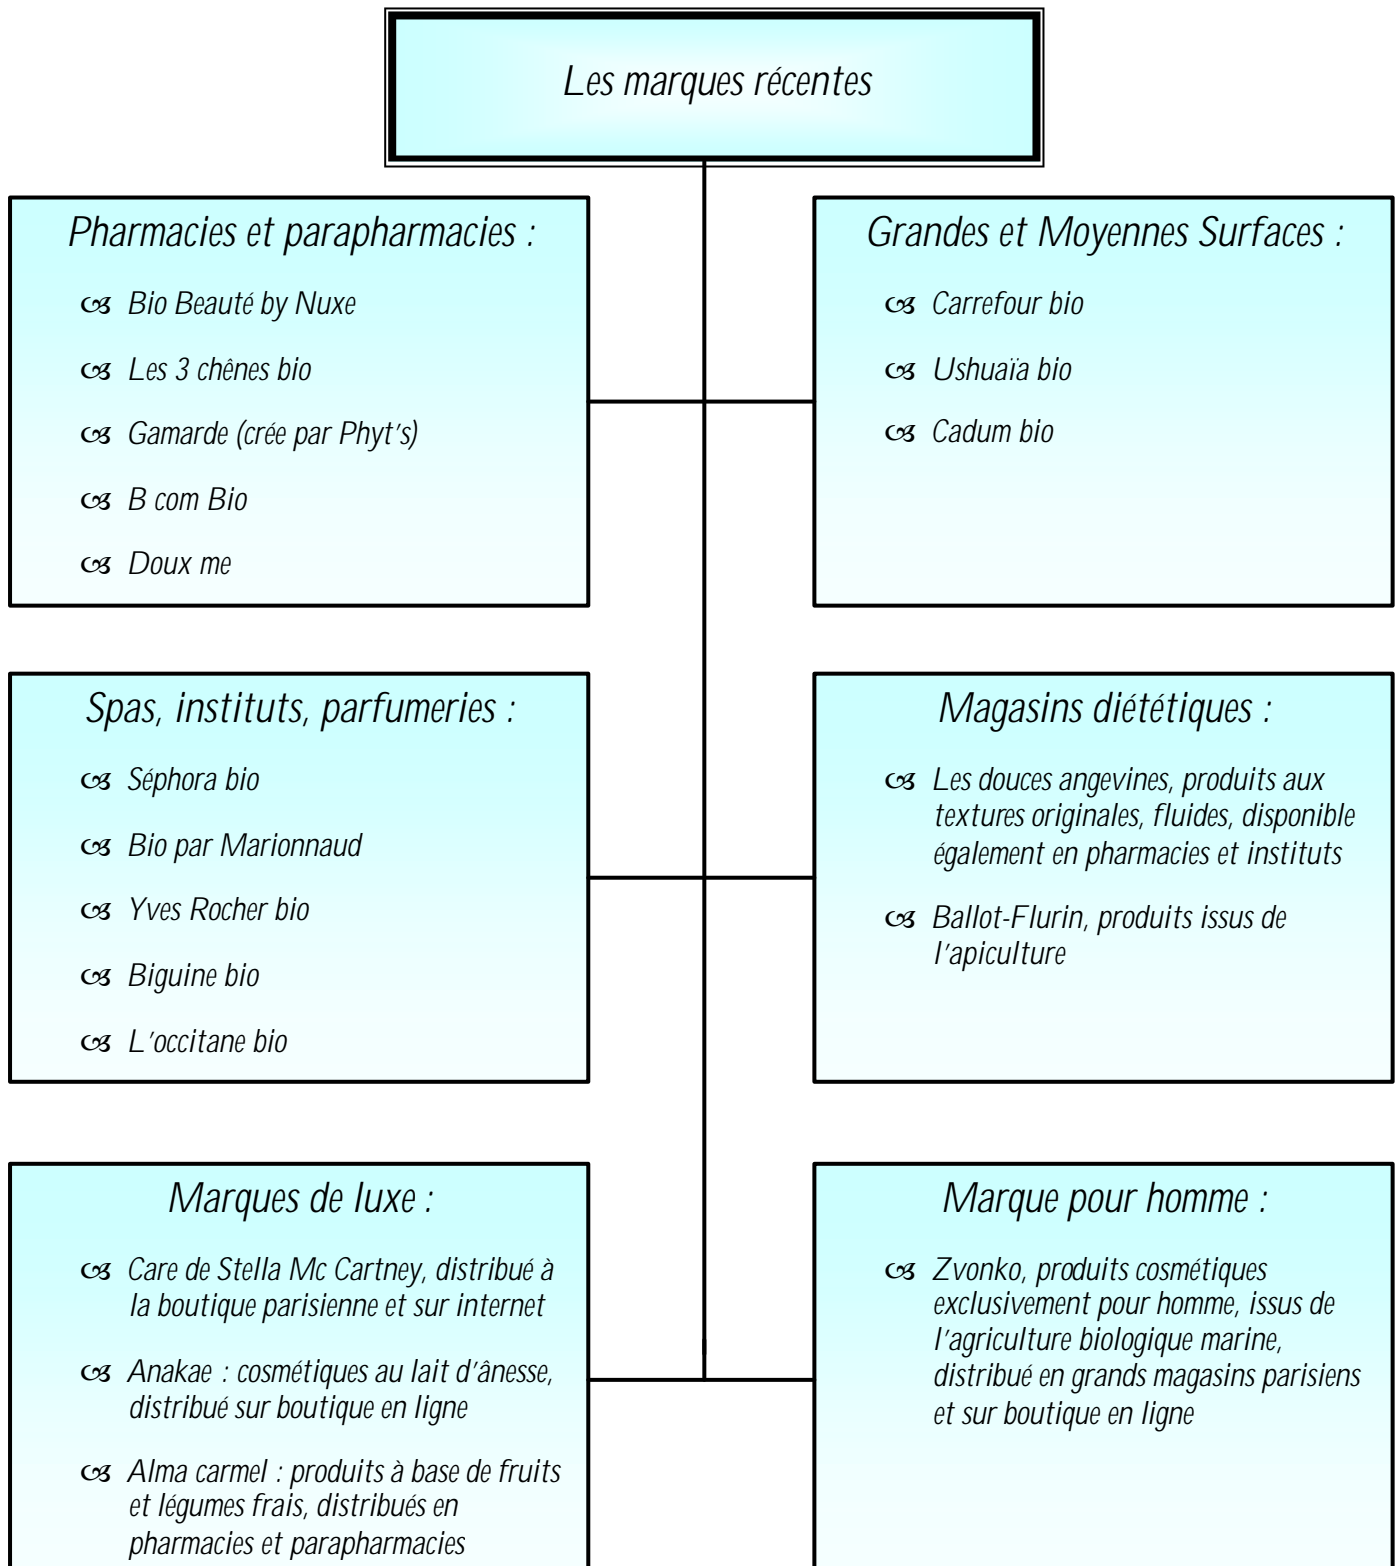 Les marques récentes
Pharmacies et parapharmacies :
Bio Beauté by Nuxe
Les 3 chênes bio
Gamarde (crée par Phyt's)
B com Bio
Doux me
Grandes et Moyennes Surfaces :
Carrefour bio
Ushuaïa bio
Cadum bio
Spas, instituts, parfumeries :
Séphora bio
Bio par Marionnaud
Yves Rocher bio
Biguine bio
L'occitane bio
Magasins diététiques :
Les douces angevines, produits aux
textures originales, fluides, disponible
également en pharmacies et instituts
Ballot-Flurin, produits issus de
l'apiculture
Marques de luxe :
Care de Stella Mc Cartney, distribué à
la boutique parisienne et sur internet
Anakae : cosmétiques au lait d'ânesse,
distribué sur boutique en ligne
Alma carmel : produits à base de fruits
et légumes frais, distribués en
pharmacies et parapharmacies
Marque pour homme :
Zvonko, produits cosmétiques
exclusivement pour homme, issus de
l'agriculture biologique marine,
distribué en grands magasins parisiens
et sur boutique en ligne